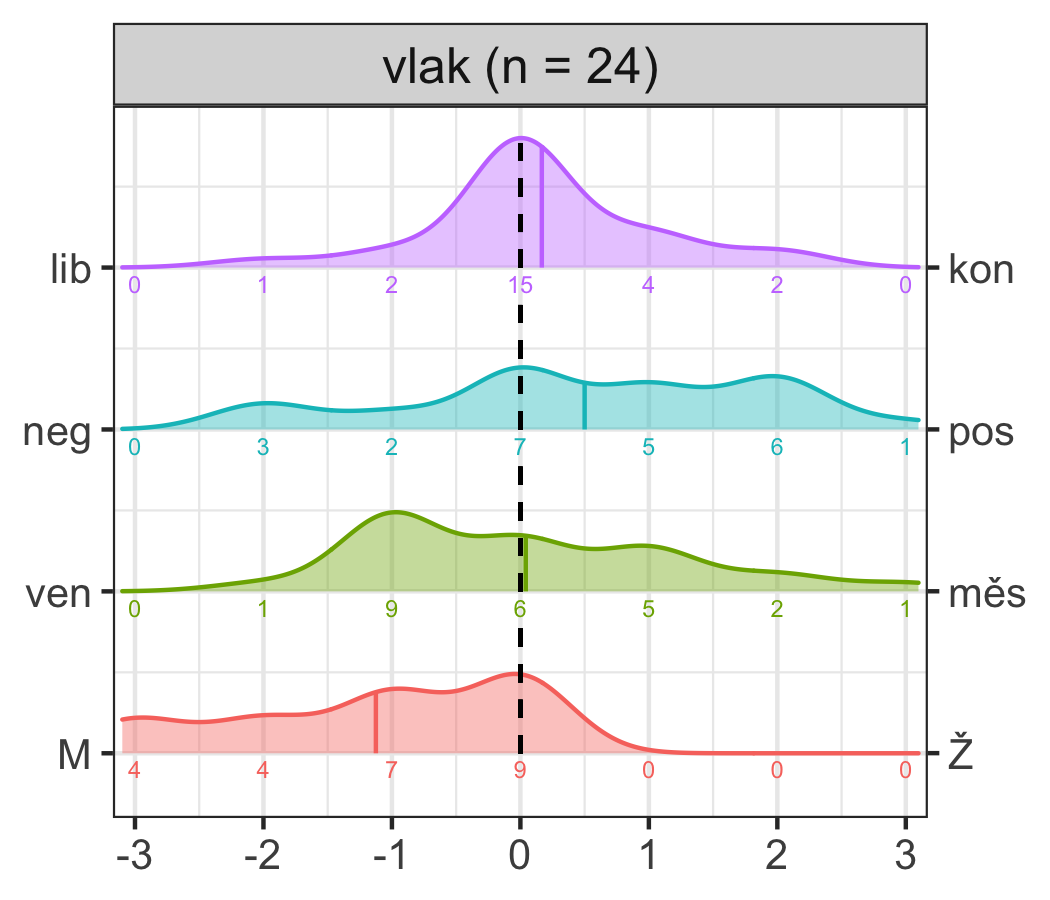 vlak (n = 24)
lib kon
0 1 2 15 4 2 0
neg pos
0 3 2 7 5 6 1
ven měs
0 1 9 6 5 2 1
M Ž
4 4 7 9 0 0 0
-3 -2 -1 0 1 2 3